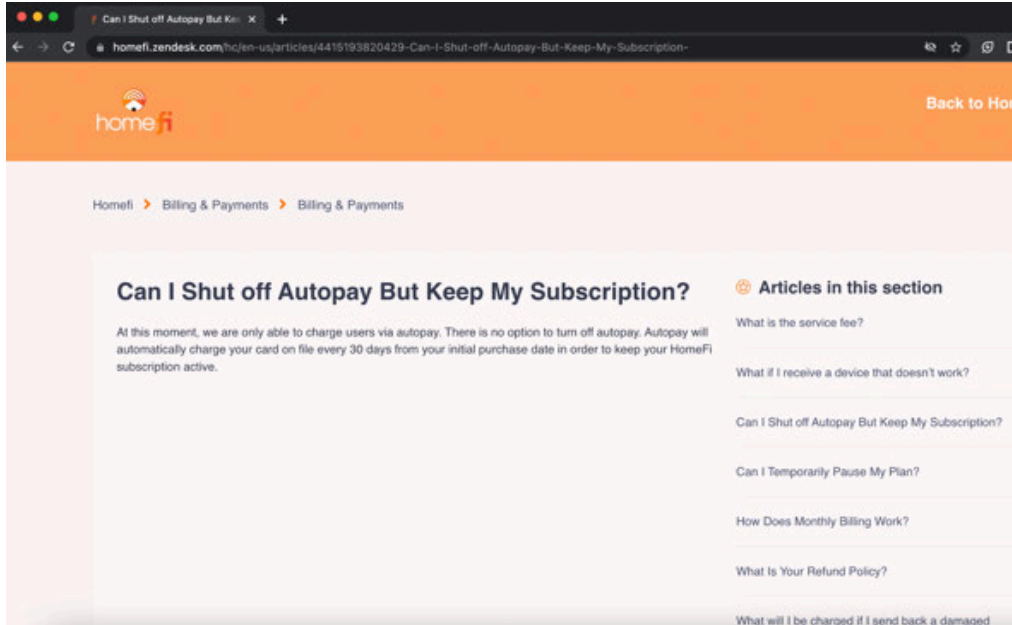 Can I Shut off Autopay But Kee
homefi.zendesk.com/hc/en-us/articles/4415193820429-Can-I-Shut-off-Autopay-But-Keep-My-Subscription-
homefi
Back to Hom
Homefi > Billing & Payments > Billing & Payments
Can I Shut off Autopay But Keep My Subscription?
At this moment, we are only able to charge users via autopay. There is no option to turn off autopay. Autopay will
automatically charge your card on file every 30 days from your initial purchase date in order to keep your HomeFi
subscription active.
Articles in this section
What is the service fee?
What if I receive a device that doesn't work?
Can I Shut off Autopay But Keep My Subscription?
Can I Temporarily Pause My Plan?
How Does Monthly Billing Work?
What Is Your Refund Policy?
What will I be charged if I send back a damaged